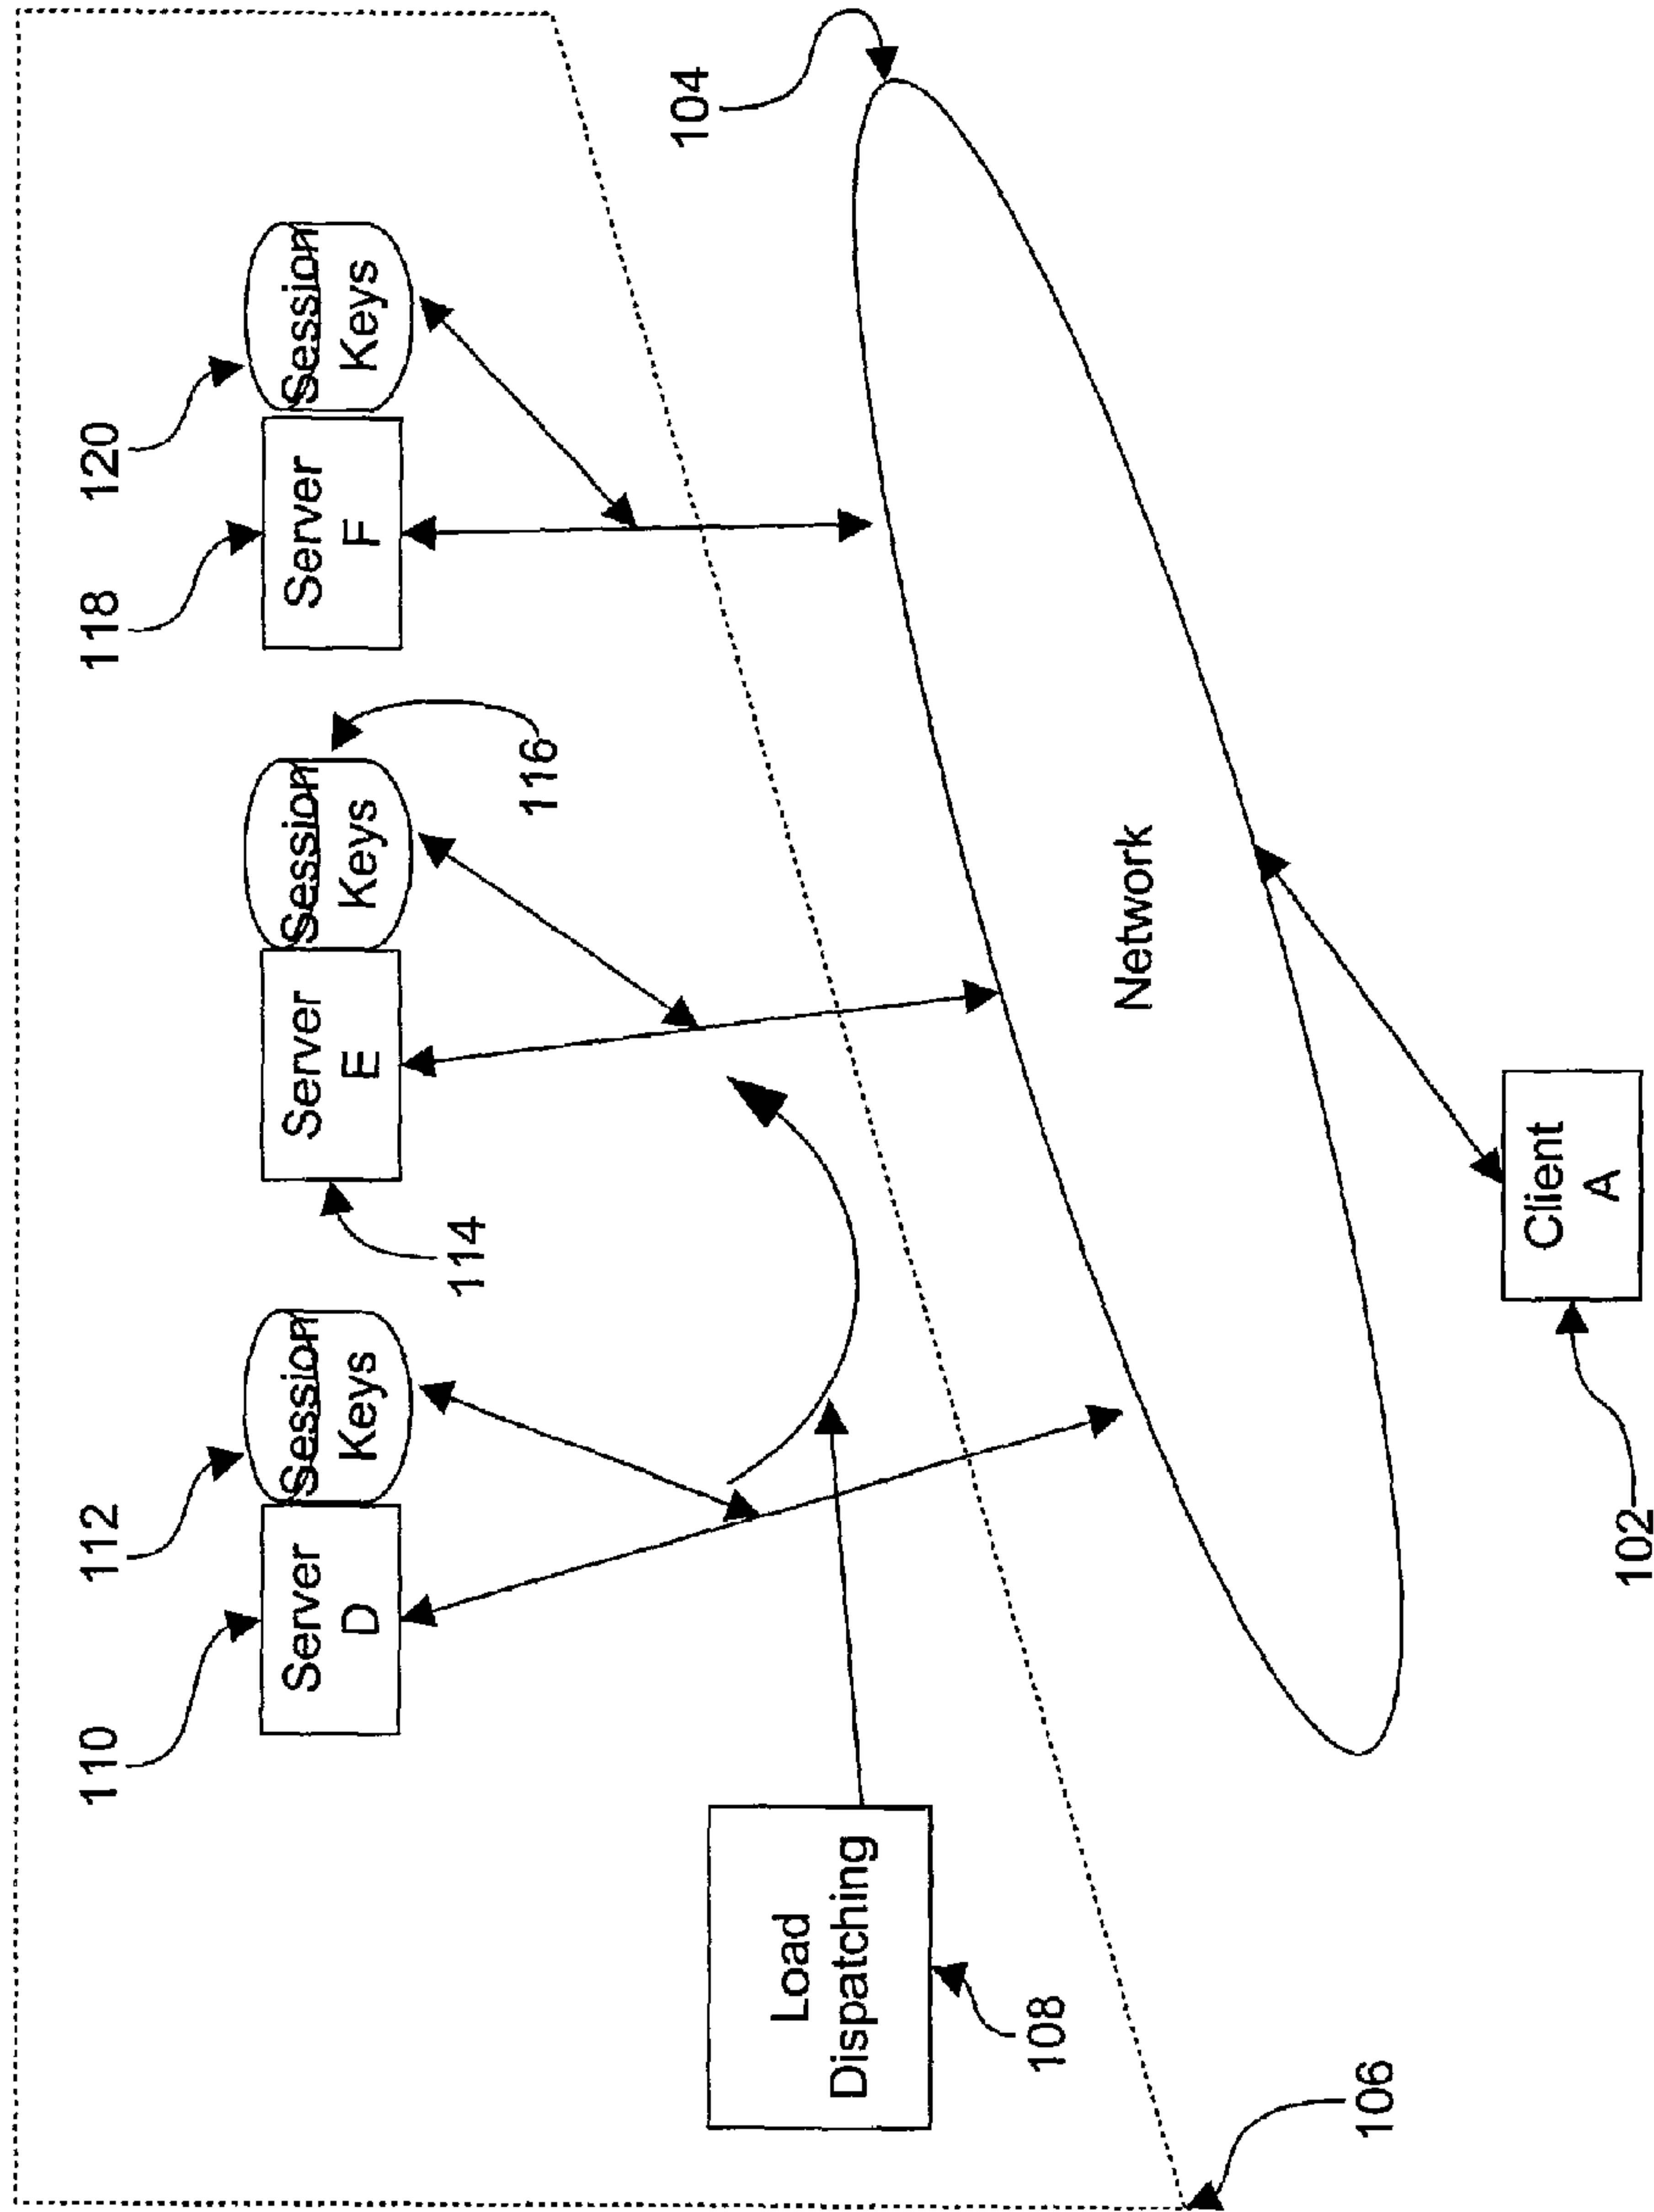 110
112
118
120
Server
D
Session
Keys
114
Server
E
Session
Keys
116
Server
F
Session
Keys
104
Load
Dispatching
108
106
Network
Client
A
102